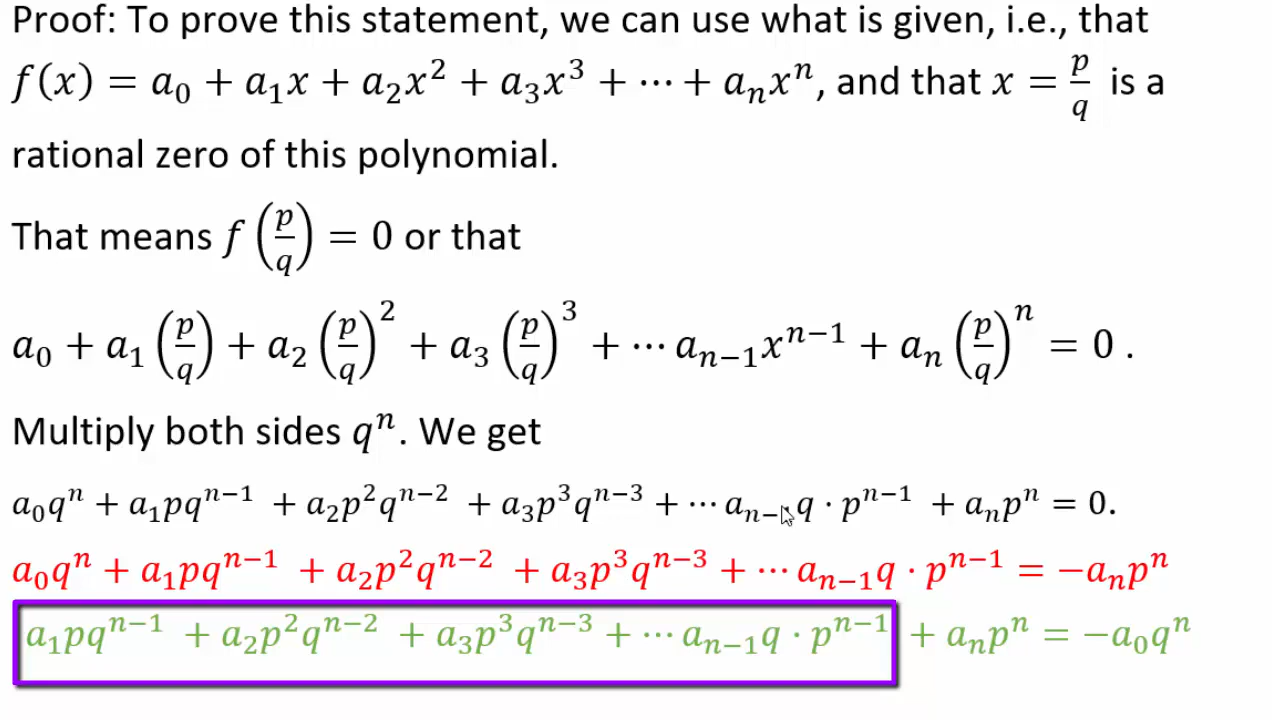 Proof: To prove this statement, we can use what is given, i.e., that
f(x) = a₀ + a₁x + a₂x² + a₃x³ + ⋯ + aₙxⁿ, and that x = p/q is a
rational zero of this polynomial.
That means f(p/q) = 0 or that
a₀ + a₁(p/q) + a₂(p/q)² + a₃(p/q)³ + ⋯ aₙ₋₁xⁿ⁻¹ + aₙ(p/q)ⁿ = 0 .
Multiply both sides qⁿ. We get
a₀qⁿ + a₁pqⁿ⁻¹ + a₂p²qⁿ⁻² + a₃p³qⁿ⁻³ + ⋯ aₙ₋ q · pⁿ⁻¹ + aₙpⁿ = 0.
a₀qⁿ + a₁pqⁿ⁻¹ + a₂p²qⁿ⁻² + a₃p³qⁿ⁻³ + ⋯ aₙ₋₁q · pⁿ⁻¹ = −aₙpⁿ
a₁pqⁿ⁻¹ + a₂p²qⁿ⁻² + a₃p³qⁿ⁻³ + ⋯ aₙ₋₁q · pⁿ⁻¹ + aₙpⁿ = −a₀qⁿ